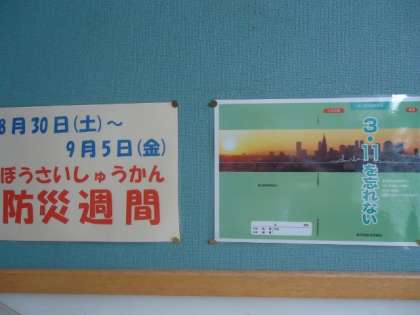 8月30日(土)～
9月5日(金)
ぼうさいしゅうかん
防災週間
3・11を忘れない